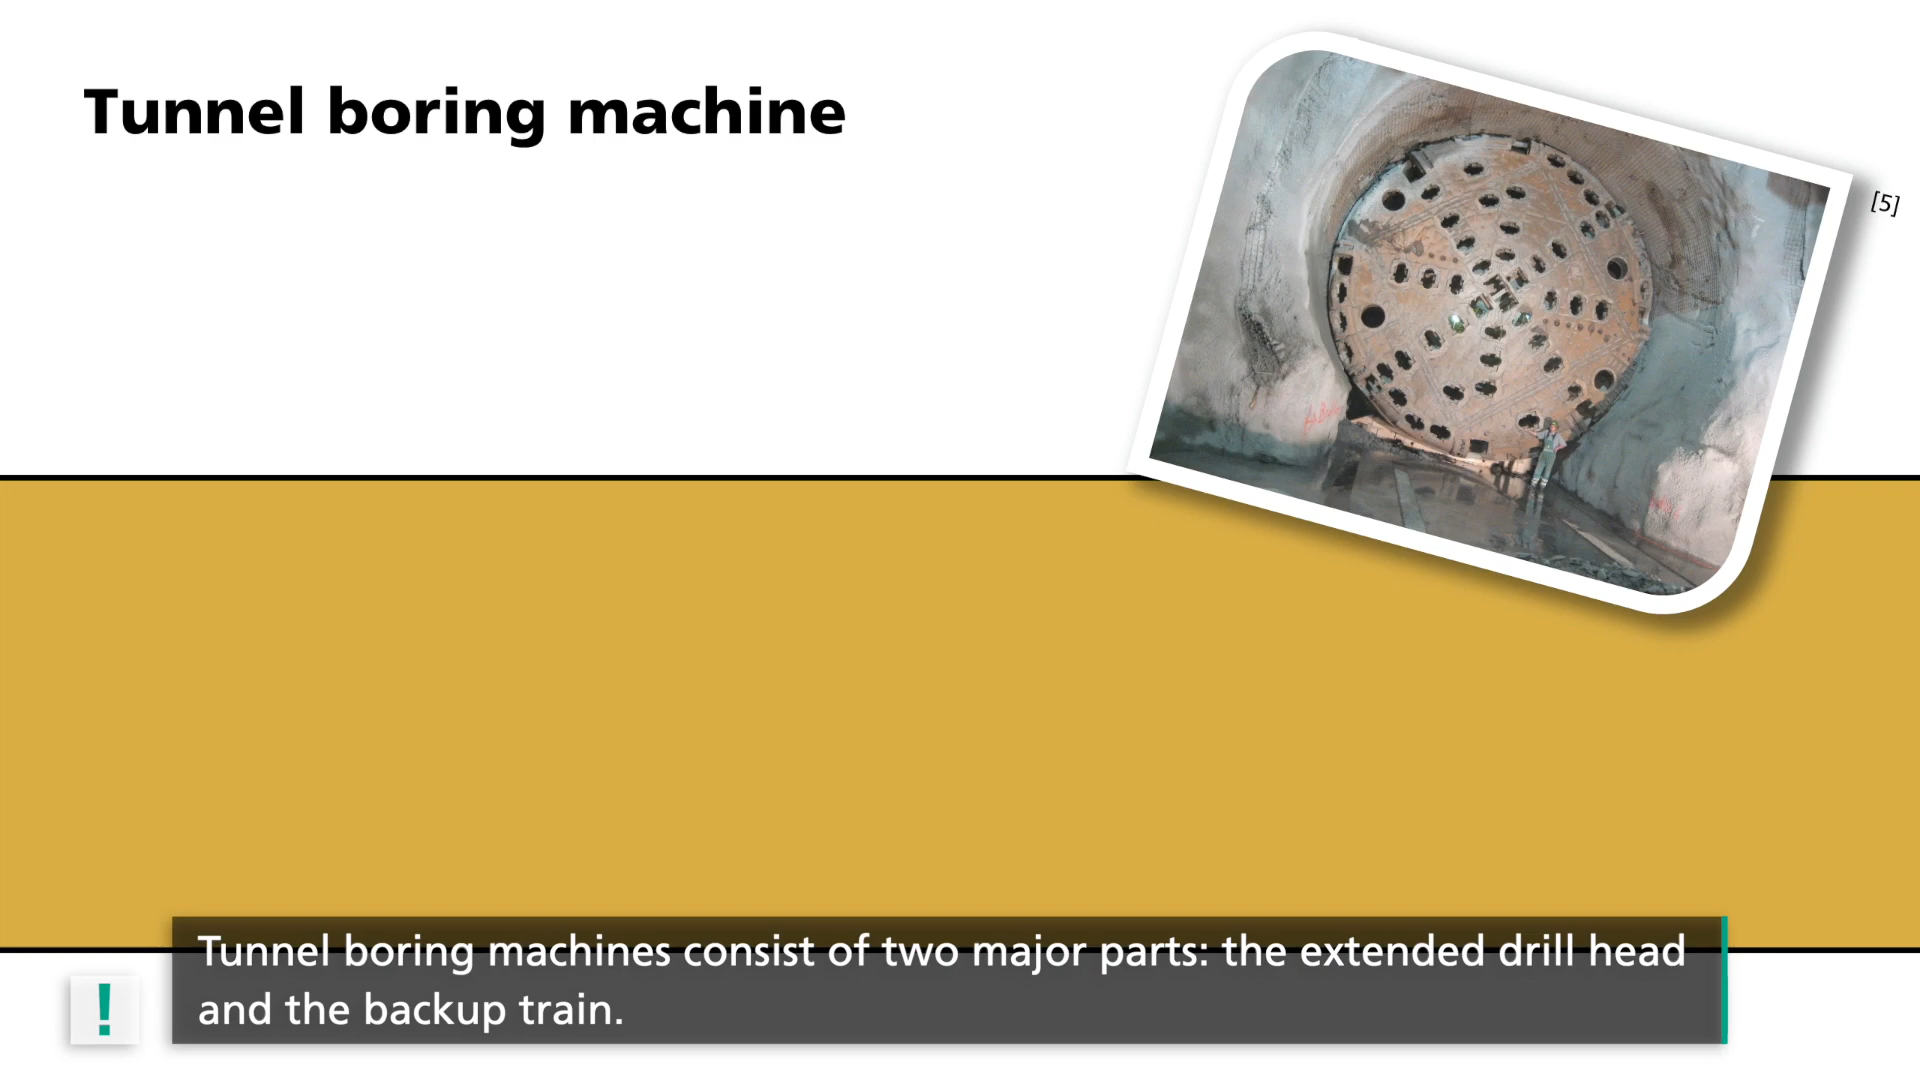 Tunnel boring machine
[5]
Tunnel boring machines consist of two major parts: the extended drill head
and the backup train.
!